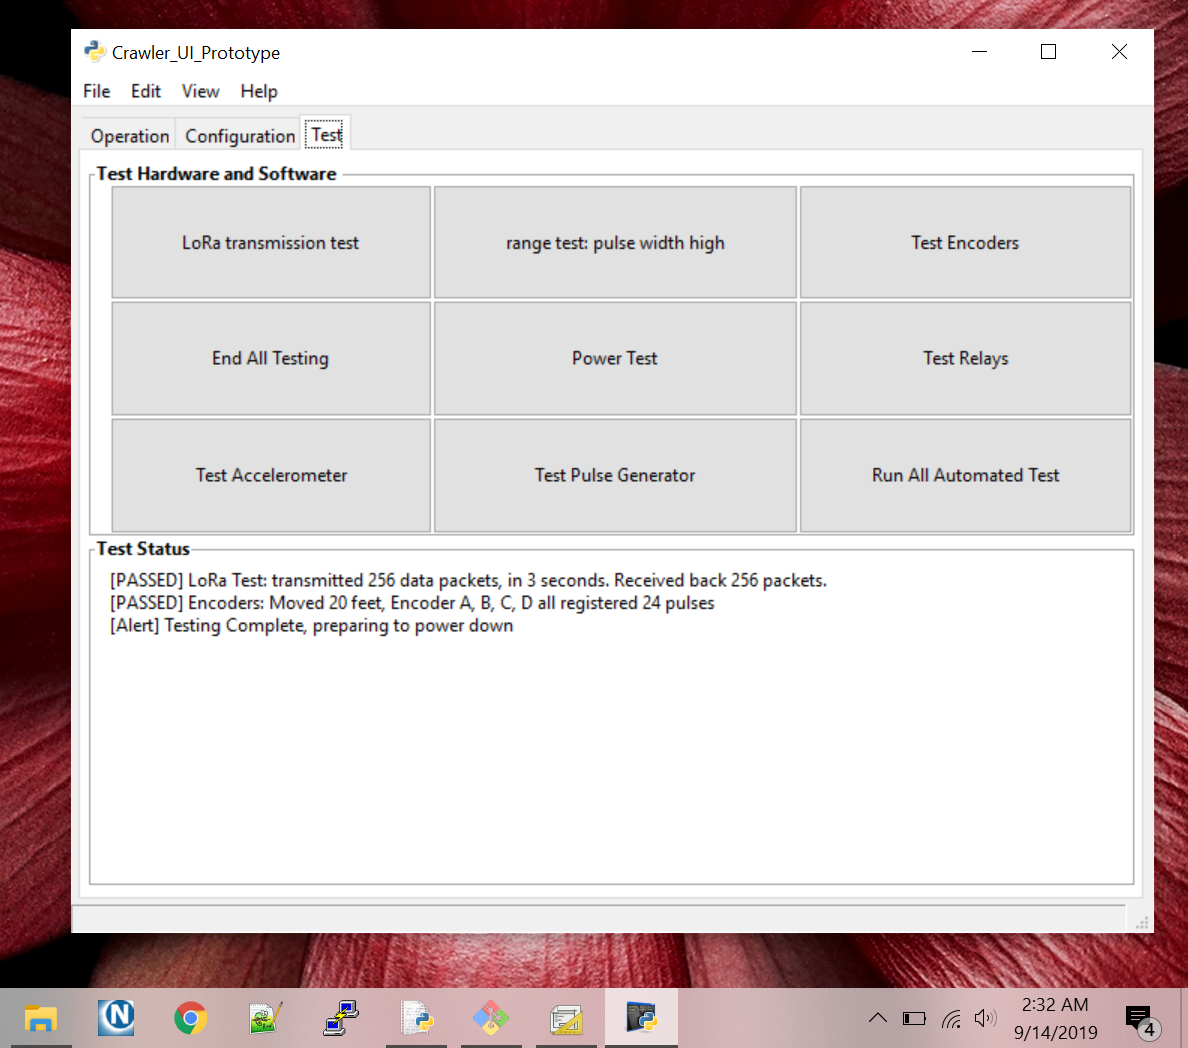 Crawler_UI_Prototype
File Edit View Help
Operation Configuration Test
Test Hardware and Software
LoRa transmission test range test: pulse width high Test Encoders
End All Testing Power Test Test Relays
Test Accelerometer Test Pulse Generator Run All Automated Test
Test Status
[PASSED] LoRa Test: transmitted 256 data packets, in 3 seconds. Received back 256 packets.
[PASSED] Encoders: Moved 20 feet, Encoder A, B, C, D all registered 24 pulses
[Alert] Testing Complete, preparing to power down
N
2:32 AM
9/14/2019
4